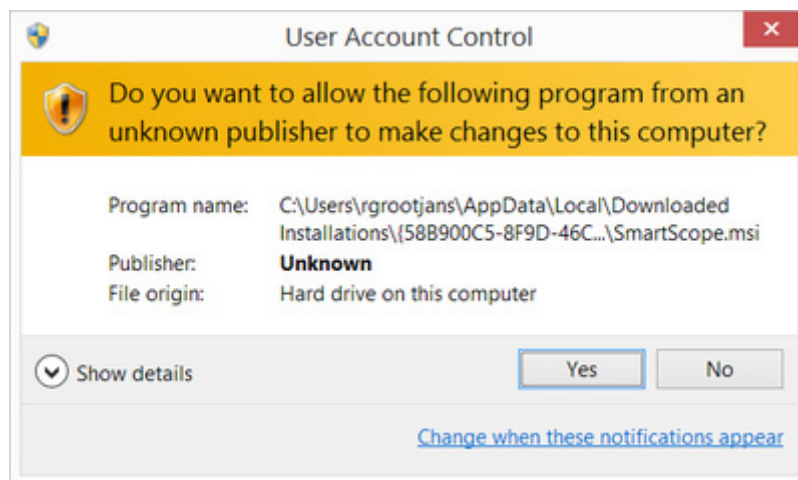 User Account Control
Do you want to allow the following program from an
unknown publisher to make changes to this computer?
Program name: C:\Users\rgrootjans\AppData\Local\Downloaded
Installations\{58B900C5-8F9D-46C...\SmartScope.msi
Publisher: Unknown
File origin: Hard drive on this computer
Show details
Yes
No
Change when these notifications appear